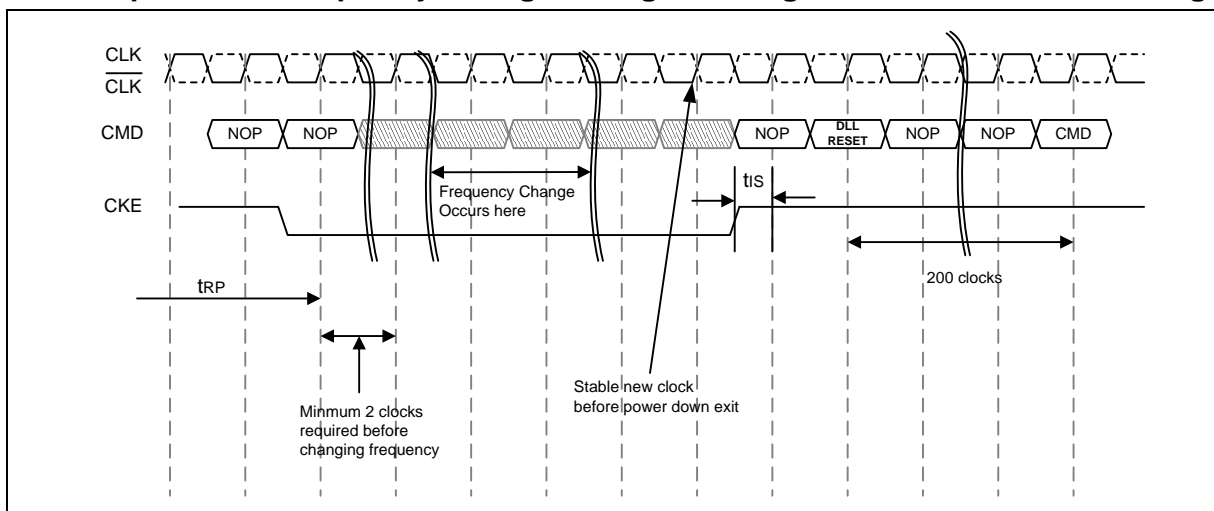 CLK
CLK
CMD
NOP
NOP
NOP
DLL
RESET
NOP
NOP
CMD
tIS
Frequency Change
Occurs here
CKE
200 clocks
tRP
Stable new clock
before power down exit
Minmum 2 clocks
required before
changing frequency